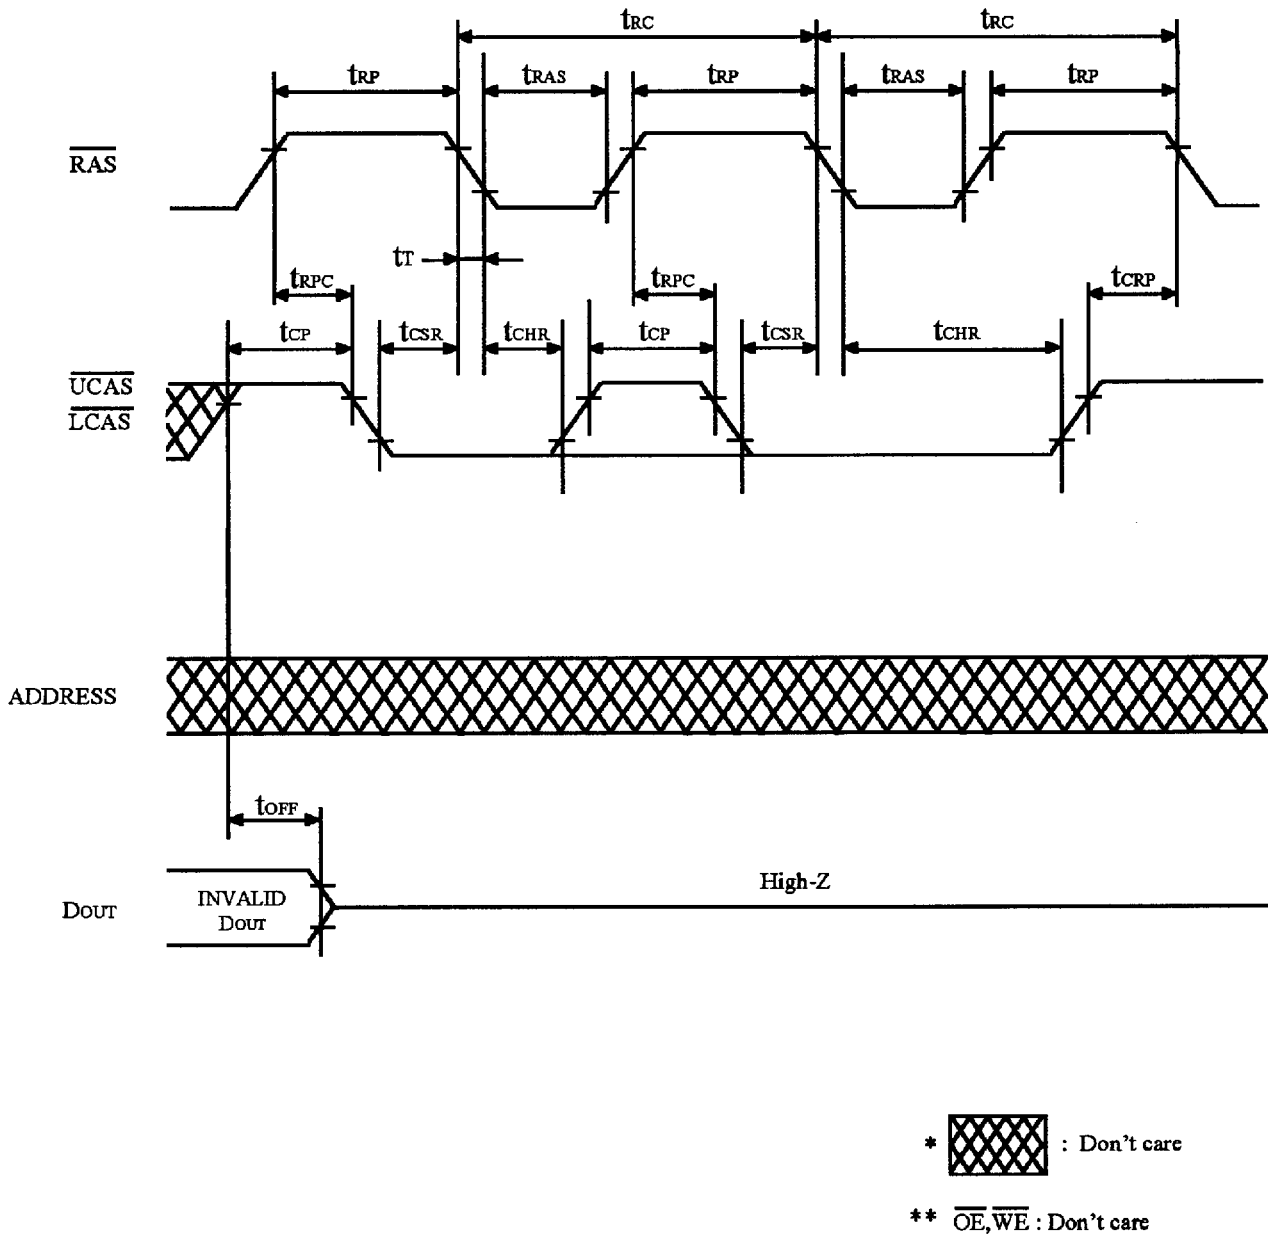 tRC tRC
tRP tRAS tRP tRAS tRP
RAS
tT
tRPC tRPC tCRP
tCP tCSR tCHR tCP tCSR tCHR
UCAS
LCAS
ADDRESS
tOFF
High-Z
INVALID
DOUT
DOUT
* : Don't care
** OE, WE : Don't care